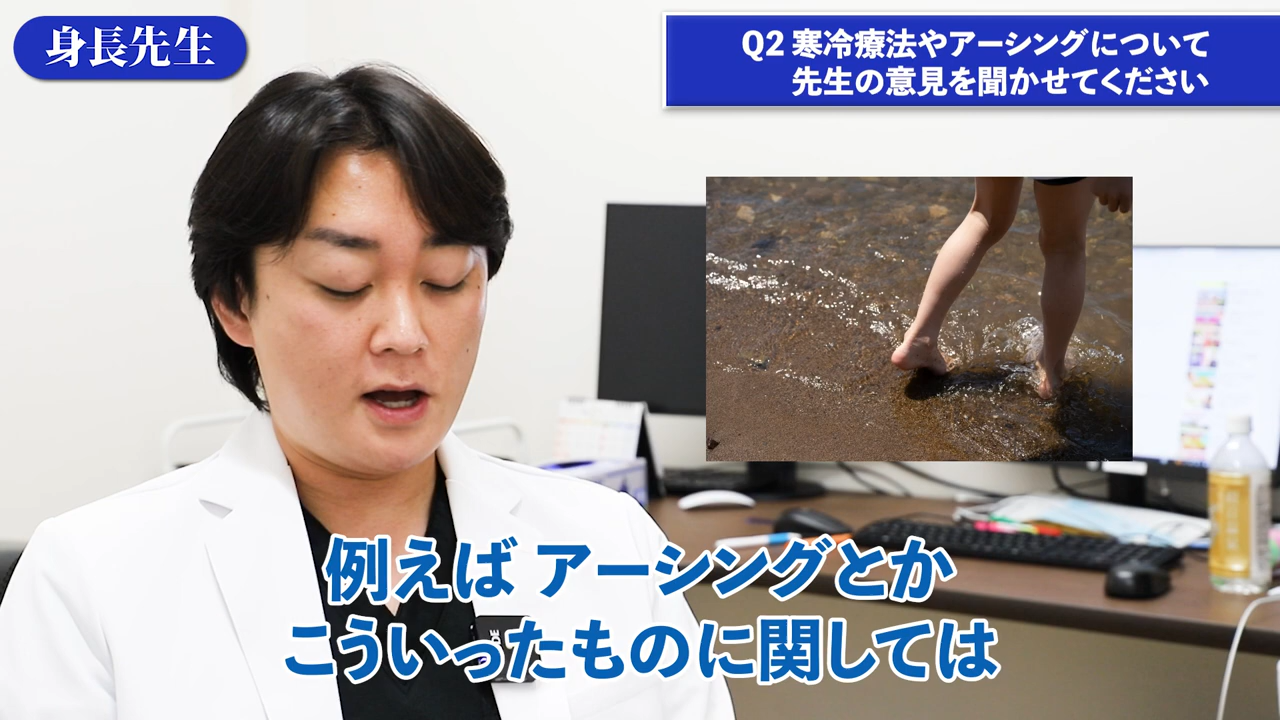 身長先生
Q2 寒冷療法やアーシングについて
先生の意見を聞かせてください
例えば アーシングとか
こういったものに関しては